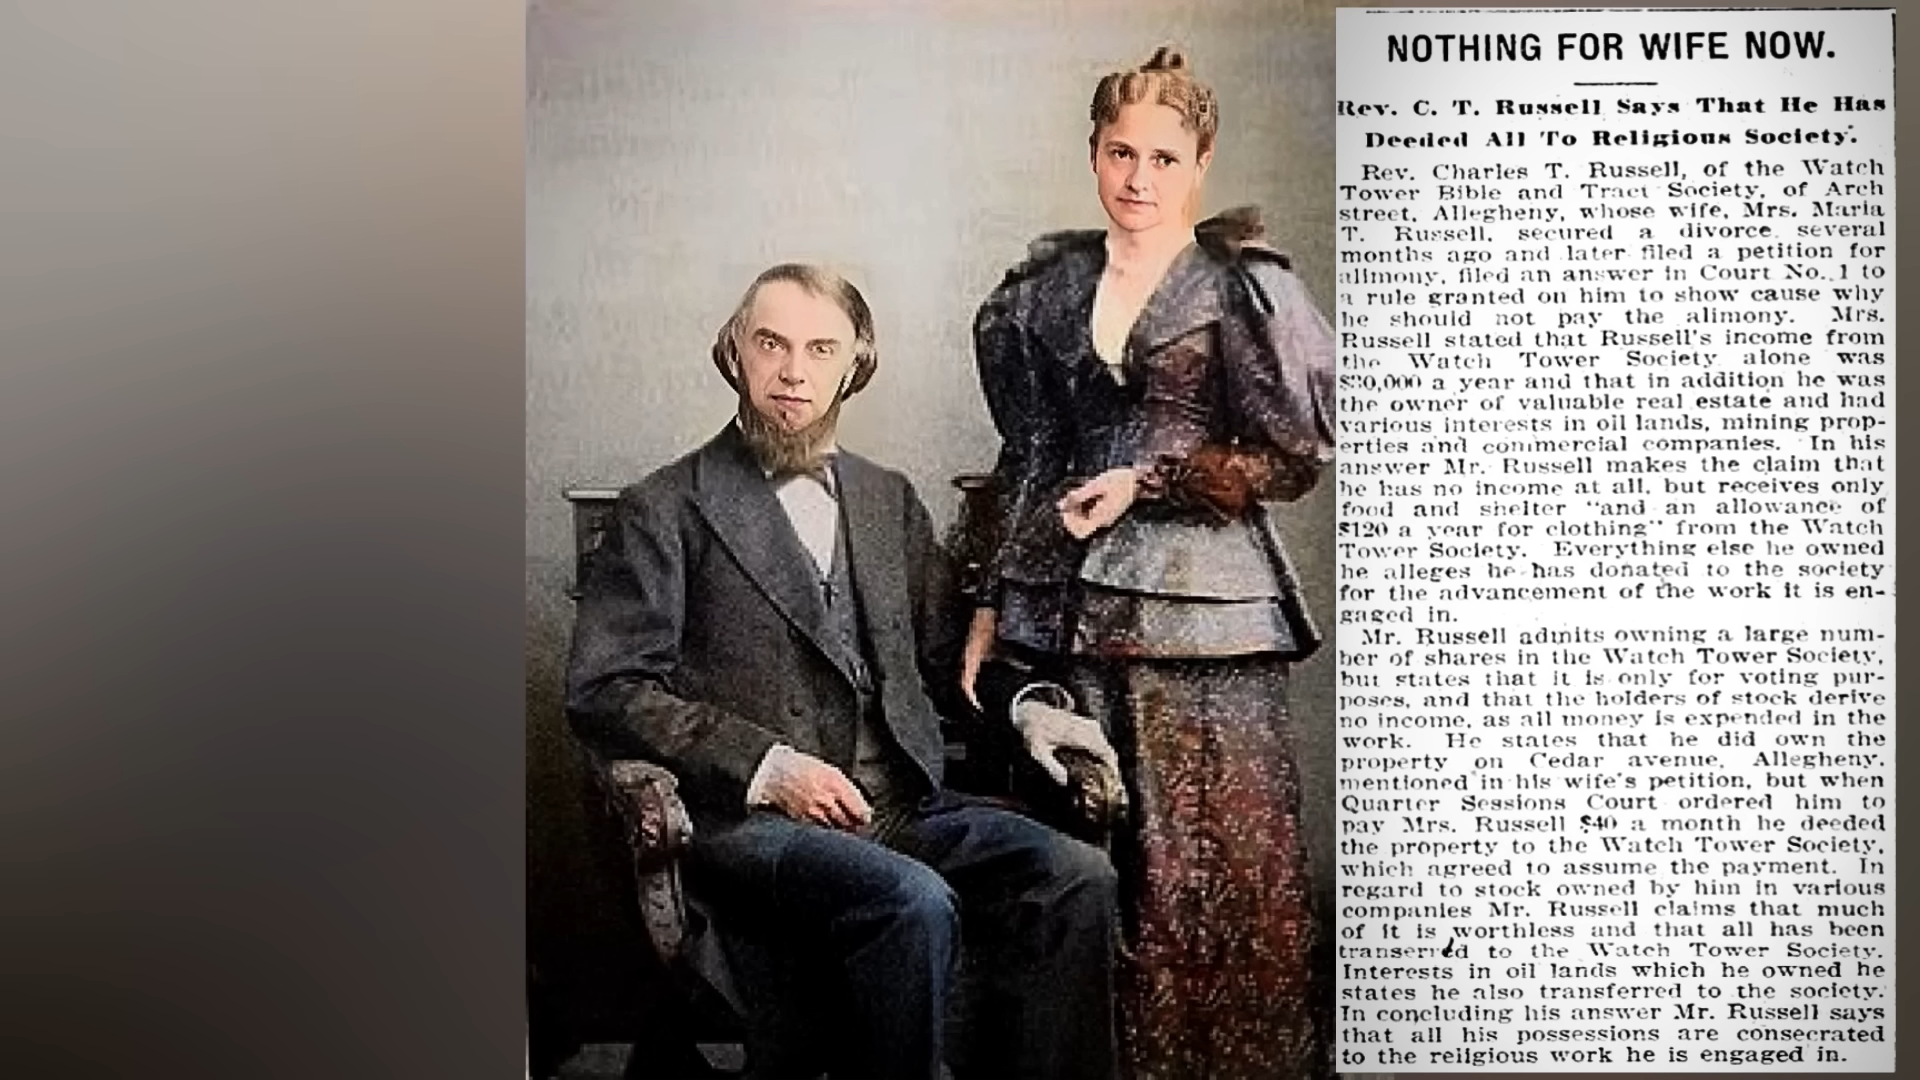 NOTHING FOR WIFE NOW.
Rev. C. T. Russell Says That He Has
Deeded All To Religious Society.
Rev. Charles T. Russell, of the Watch
Tower Bible and Tract Society, of Arch
street, Allegheny, whose wife, Mrs. Maria
T. Russell, secured a divorce several
months ago and later filed a petition for
alimony, filed an answer in Court No. 1 to
a rule granted on him to show cause why
he should not pay the alimony. Mrs.
Russell stated that Russell's income from
the Watch Tower Society alone was
$30,000 a year and that in addition he was
the owner of valuable real estate and had
various interests in oil lands, mining prop-
erties and commercial companies. In his
answer Mr. Russell makes the claim that
he has no income at all, but receives only
food and shelter "and an allowance of
$120 a year for clothing" from the Watch
Tower Society. Everything else he owned
he alleges he has donated to the society
for the advancement of the work it is en-
gaged in.
Mr. Russell admits owning a large num-
ber of shares in the Watch Tower Society,
but states that it is only for voting pur-
poses, and that the holders of stock derive
no income, as all money is expended in the
work. He states that he did own the
property on Cedar avenue, Allegheny,
mentioned in his wife's petition, but when
Quarter Sessions Court ordered him to
pay Mrs. Russell $40 a month he deeded
the property to the Watch Tower Society,
which agreed to assume the payment. In
regard to stock owned by him in various
companies Mr. Russell claims that much
of it is worthless and that all has been
transerred to the Watch Tower Society.
Interests in oil lands which he owned he
states he also transferred to the society.
In concluding his answer Mr. Russell says
that all his possessions are consecrated
to the religious work he is engaged in.